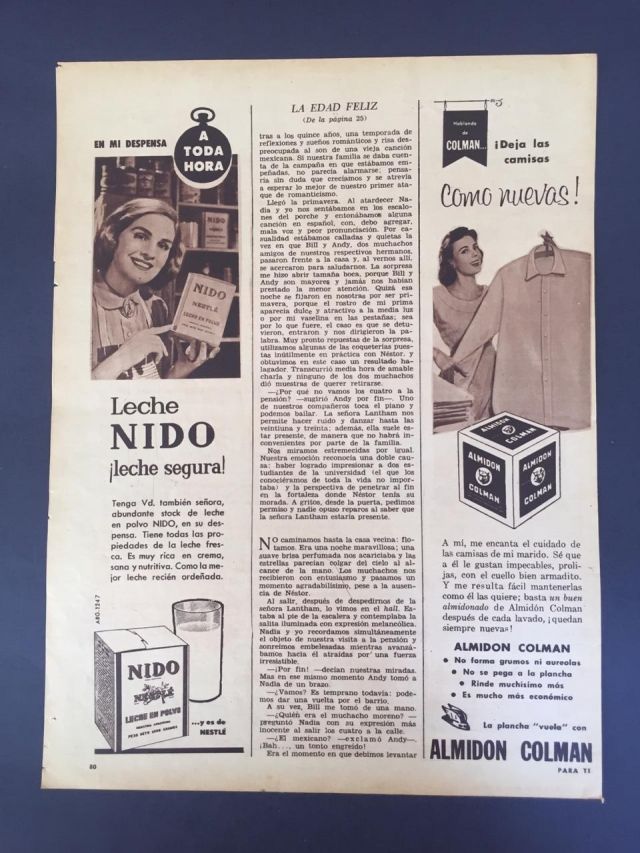 EN MI DESPENSA
A
TODA
HORA
NIDO
NESTLÉ
LECHE EN POLVO
Leche
NIDO
¡leche segura!
Tenga Vd. también señora,
abundante stock de leche
en polvo NIDO, en su des-
pensa. Tiene todas las pro-
piedades de la leche fres-
ca. Es muy rica en crema,
sana y nutritiva. Como la me-
jor leche recién ordeñada.
NIDO
NESTLÉ
LECHE EN POLVO
...y es de
NESTLÉ
80
LA EDAD FELIZ
(De la página 25)
tras a los quince años, una temporada de
reflexiones y sueños románticos y risa des-
preocupada al son de una vieja canción
mexicana. Si nuestra familia se daba cuen-
ta de la campaña en que estábamos em-
peñadas, no parecía alarmarse; pensa-
ría sin duda que crecíamos y se atrevía
a esperar lo mejor de nuestro primer ata-
que de romanticismo.
Llegó la primavera. Al atardecer Na-
dia y yo nos sentábamos en los escalo-
nes del porche y entonábamos alguna
canción en español, con, debo agregar,
mala voz y peor pronunciación. Por ca-
sualidad estábamos calladas y quietas la
vez en que Bill y Andy, dos muchachos
amigos de nuestros respectivos hermanos,
pasaron frente a la casa y, al vernos allí,
se acercaron para saludarnos. La sorpresa
me hizo abrir tamaña boca, porque Bill y
Andy son mayores y jamás nos habían
prestado la menor atención. Quizá esa
noche se fijaron en nosotras por ser pri-
mavera, porque el rostro de mi prima
aparecía dulce y atractivo a la media luz
o por mi vaselina en las pestañas; sea
por lo que fuere, el caso es que se detu-
vieron, entraron y nos dirigieron la pa-
labra. Muy pronto repuestas de la sorpresa,
utilizamos algunas de las coqueterías pues-
tas inútilmente en práctica con Néstor, y
obtuvimos en este caso un resultado ha-
lagador. Transcurrió media hora de amable
charla y ninguno de los dos muchachos
dió muestras de querer retirarse.
—¿Por qué no vamos los cuatro a la
pensión? —sugirió Andy por fin—. Uno
de nuestros compañeros toca el piano y
podemos bailar. La señora Lantham nos
permite hacer ruido y danzar hasta las
veintiuna y treinta; además, ella suele es-
tar presente, de manera que no habrá in-
convenientes por parte de la familia.
Nos miramos estremecidas por igual.
Nuestra emoción reconocía una doble cau-
sa: haber logrado impresionar a dos es-
tudiantes de la universidad (el que los
conociéramos de toda la vida no impor-
taba) y la perspectiva de penetrar al fin
en la fortaleza donde Néstor tenía su
morada. A gritos, desde la puerta, pedimos
permiso y nadie opuso reparos al saber que
la señora Lantham estaría presente.
NO caminamos hasta la casa vecina: flo-
tamos. Era una noche maravillosa; una
suave brisa perfumada nos acariciaba y las
estrellas parecían colgar del cielo al al-
cance de la mano. Los muchachos nos
recibieron con entusiasmo y pasamos un
momento agradabilísimo, pese a la ausen-
cia de Néstor.
Al salir, después de despedirnos de la
señora Lantham, lo vimos en el hall. Es-
taba al pie de la escalera y contemplaba la
salita iluminada con expresión melancólica.
Nadia y yo recordamos simultáneamente
el objeto de nuestra visita a la pensión y
sonreímos embelesadas mientras avanzá-
bamos hacia él atraídas por una fuerza
irresistible.
—¡Por fin! —decían nuestras miradas.
Mas en ese mismo momento Andy tomó a
Nadia de un brazo.
—¿Vamos? Es temprano todavía: pode-
mos dar una vuelta por el barrio.
A su vez, Bill me tomó de una mano.
—¿Quién era el muchacho moreno? —
preguntó Nadia con su expresión más
inocente al salir los cuatro a la calle.
—¿El mexicano? —exclamó Andy—.
¡Bah..., un tonto engreído!
Era el momento en que debimos levantar
Hablando
de
COLMAN...
¡Deja las
camisas
Como nuevas!
ALMIDON
COLMAN
ALMIDON
COLMAN
ALMIDON
COLMAN
A mí, me encanta el cuidado de
las camisas de mi marido. Sé que
a él le gustan impecables, proli-
jas, con el cuello bien armadito.
Y me resulta fácil mantenerlas
como él las quiere; basta un buen
almidonado de Almidón Colman
después de cada lavado, ¡quedan
siempre nuevas!
ALMIDON COLMAN
• No forma grumos ni aureolas
• No se pega a la plancha
• Rinde muchísimo más
• Es mucho más económico
La plancha "vuela" con
ALMIDON COLMAN
PARA TI